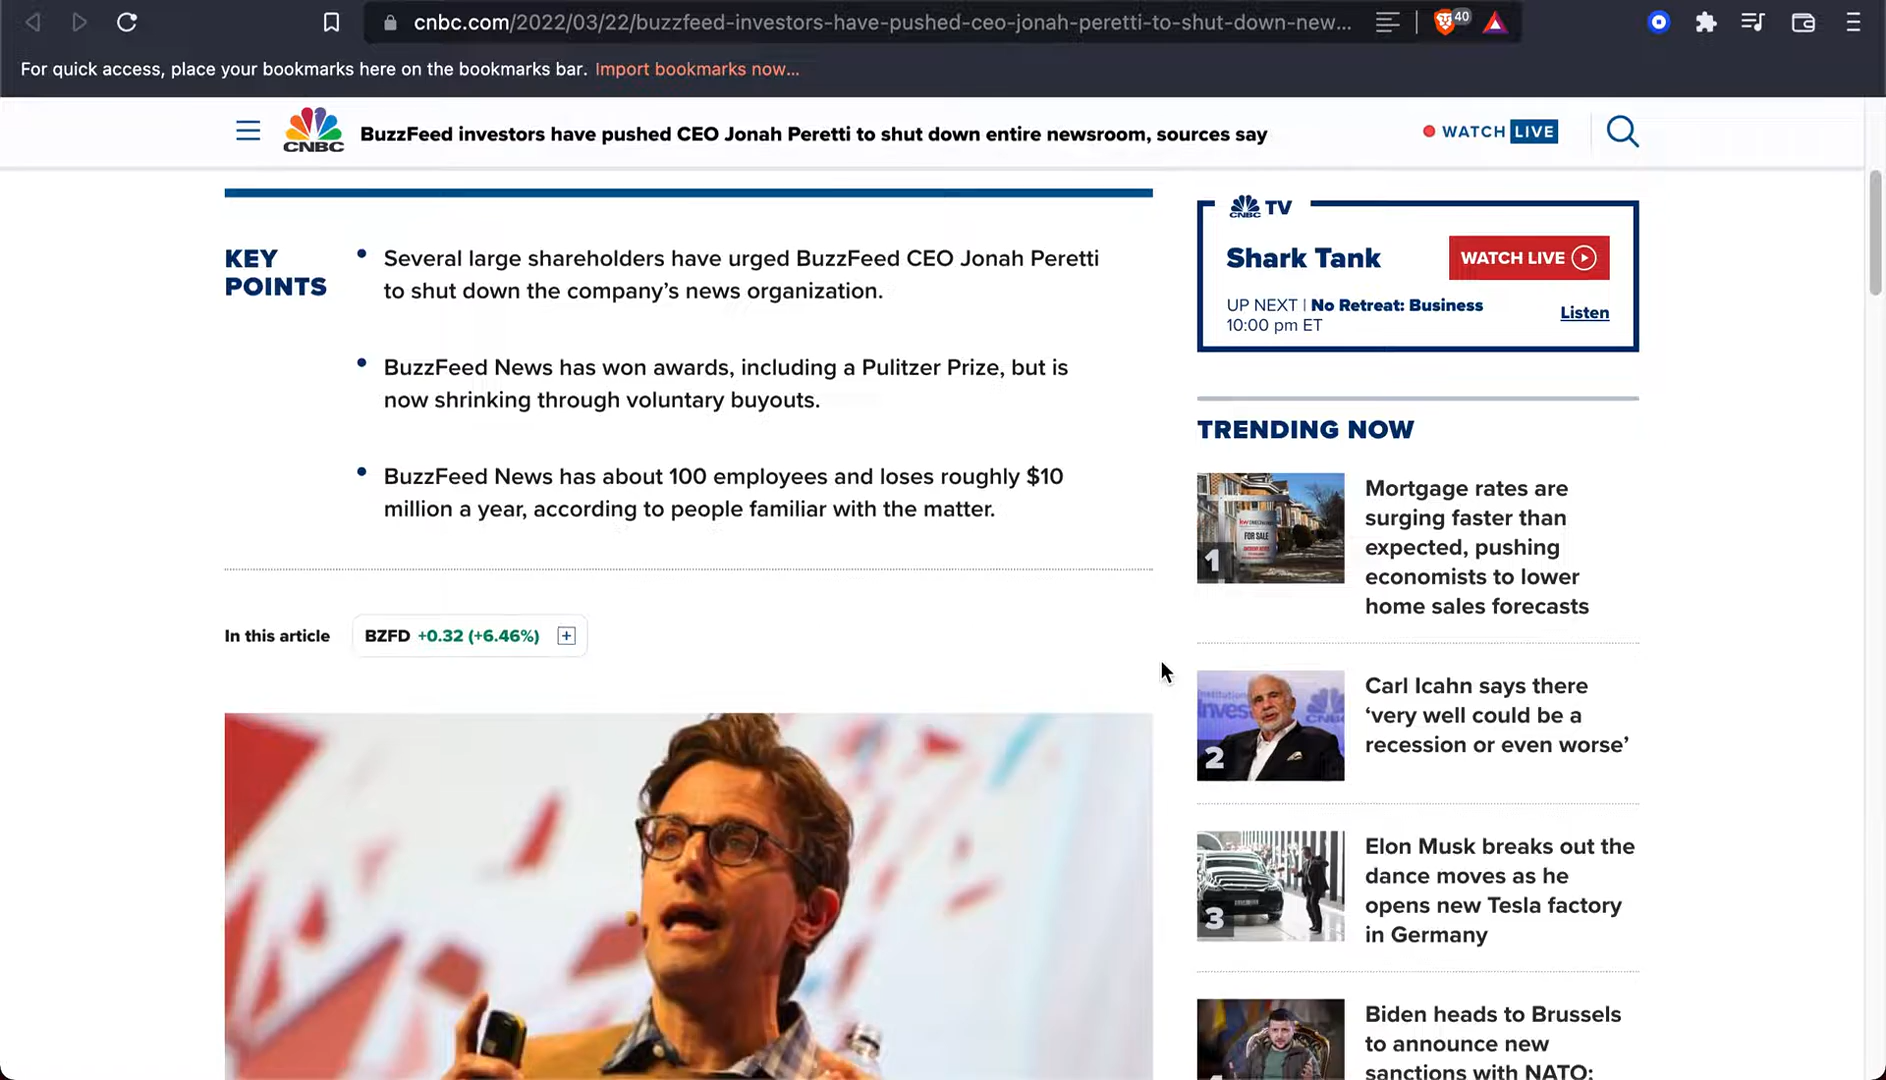 cnbc.com/2022/03/22/buzzfeed-investors-have-pushed-ceo-jonah-peretti-to-shut-down-new...
40
For quick access, place your bookmarks here on the bookmarks bar. Import bookmarks now...
CNBC
BuzzFeed investors have pushed CEO Jonah Peretti to shut down entire newsroom, sources say
WATCH LIVE
KEY
POINTS
Several large shareholders have urged BuzzFeed CEO Jonah Peretti
to shut down the company’s news organization.
BuzzFeed News has won awards, including a Pulitzer Prize, but is
now shrinking through voluntary buyouts.
BuzzFeed News has about 100 employees and loses roughly $10
million a year, according to people familiar with the matter.
In this article
BZFD +0.32 (+6.46%)
CNBC TV
Shark Tank
WATCH LIVE
UP NEXT | No Retreat: Business
10:00 pm ET
Listen
TRENDING NOW
FOR SALE
1
Mortgage rates are
surging faster than
expected, pushing
economists to lower
home sales forecasts
2
Carl Icahn says there
‘very well could be a
recession or even worse’
3
Elon Musk breaks out the
dance moves as he
opens new Tesla factory
in Germany
Biden heads to Brussels
to announce new
sanctions with NATO: